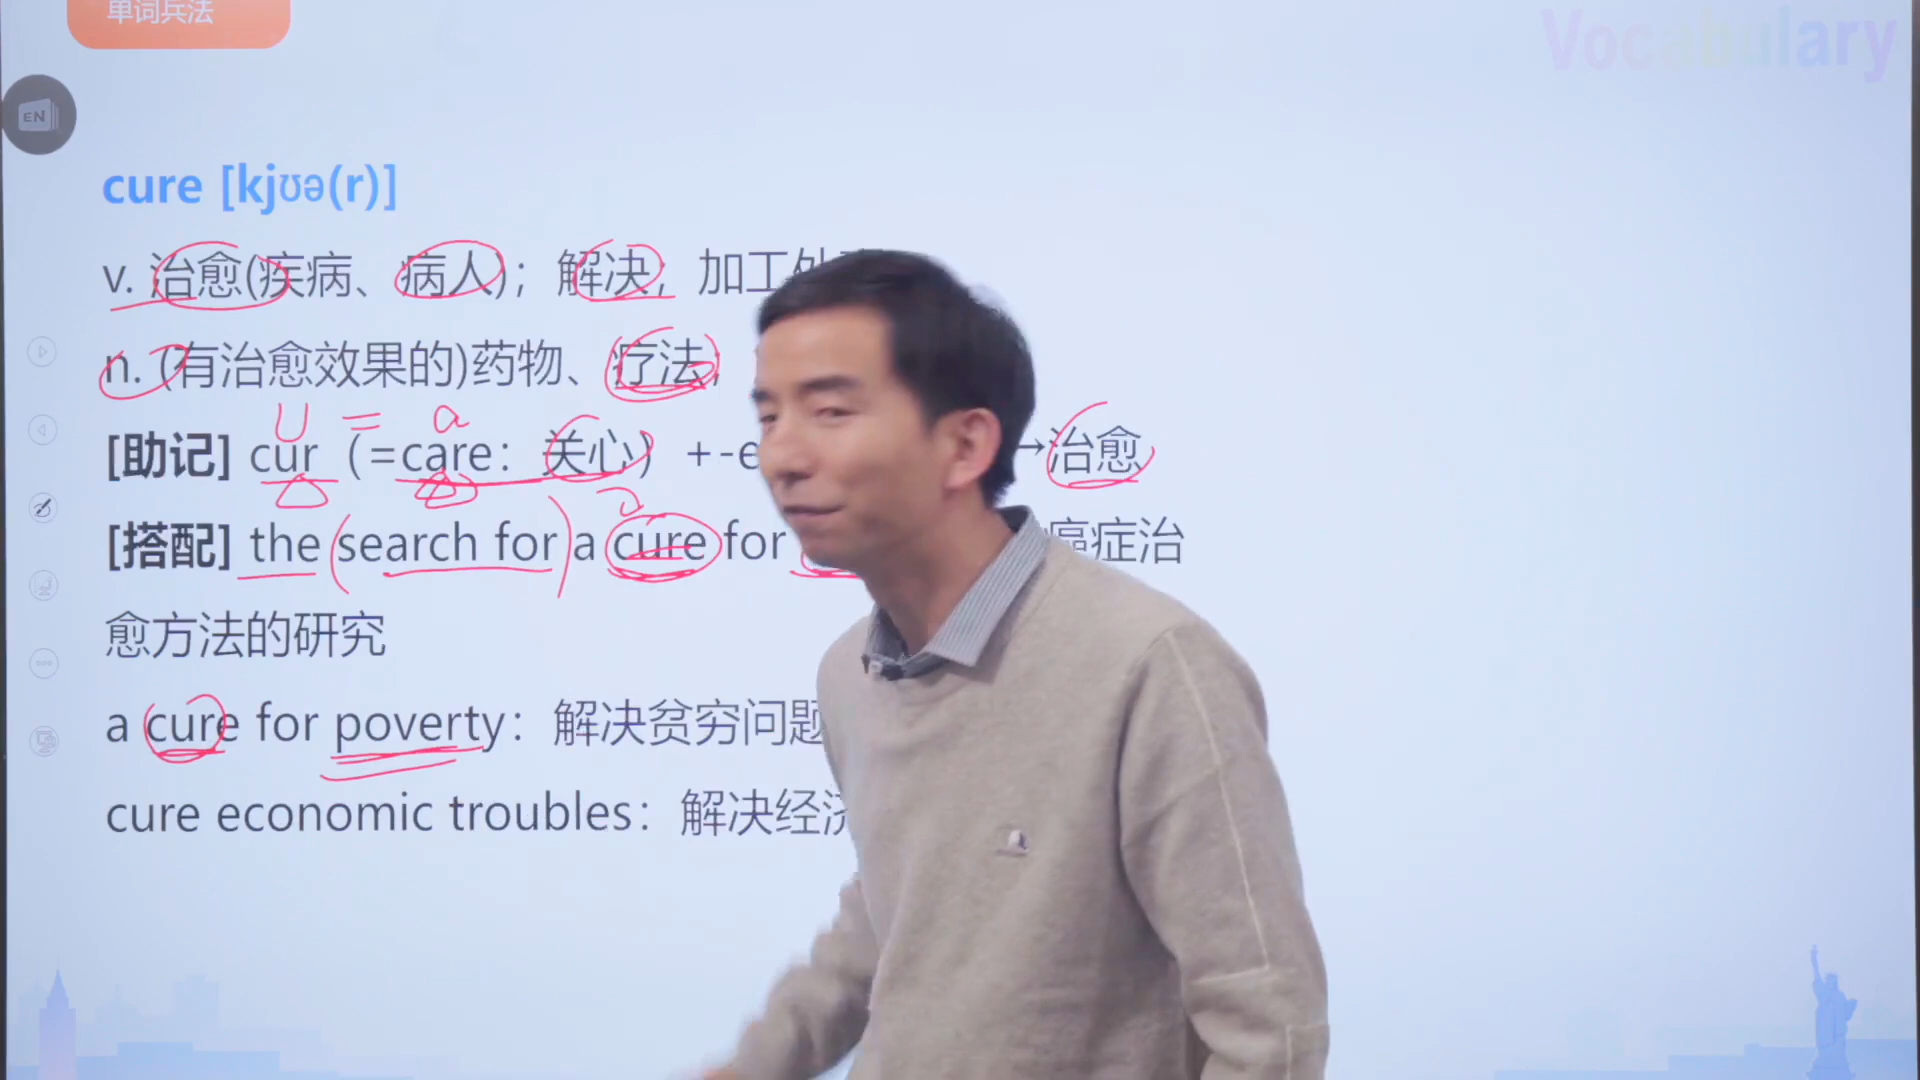 单词兵法
Vocabulary
EN
cure [kjʊə(r)]
v. 治愈(疾病、病人)；解决，加工处
n. (有治愈效果的)药物、疗法，
U = a
[助记] cur（=care：关心）+-e →治愈
[搭配] the search for a cure for 癌症治
愈方法的研究
a cure for poverty：解决贫穷问题
cure economic troubles：解决经济